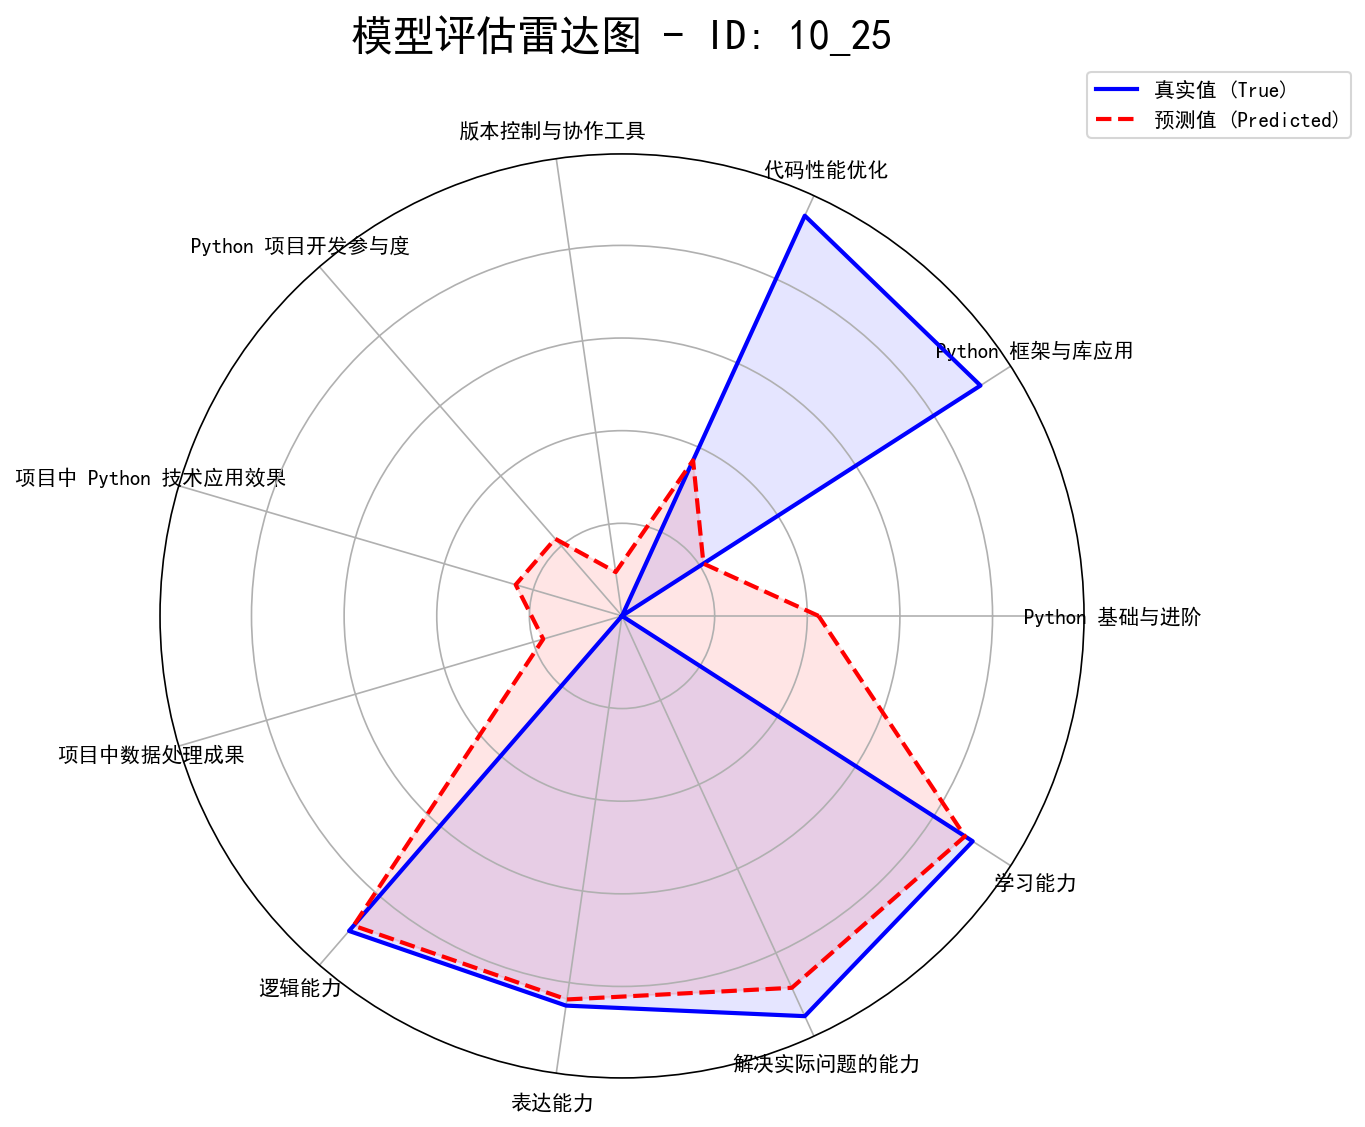 模型评估雷达图 - ID: 10_25
真实值 (True)
预测值 (Predicted)
版本控制与协作工具
代码性能优化
Python 项目开发参与度
Python 框架与库应用
项目中 Python 技术应用效果
Python 基础与进阶
项目中数据处理成果
学习能力
逻辑能力
解决实际问题的能力
表达能力